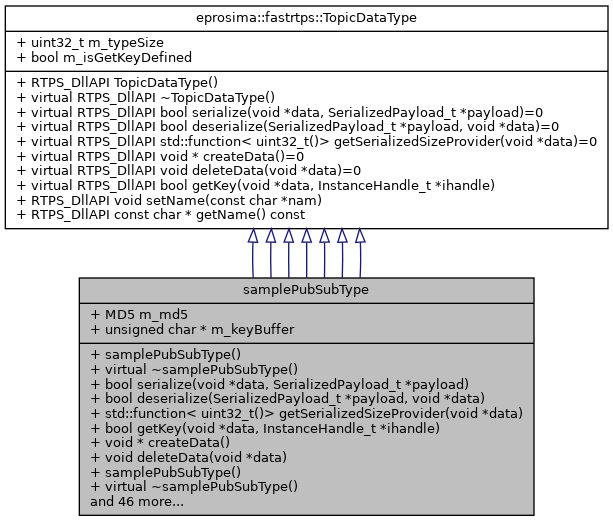 eprosima::fastrtps::TopicDataType
+ uint32_t m_typeSize
+ bool m_isGetKeyDefined
+ RTPS_DllAPI TopicDataType()
+ virtual RTPS_DllAPI ~TopicDataType()
+ virtual RTPS_DllAPI bool serialize(void *data, SerializedPayload_t *payload)=0
+ virtual RTPS_DllAPI bool deserialize(SerializedPayload_t *payload, void *data)=0
+ virtual RTPS_DllAPI std::function< uint32_t()> getSerializedSizeProvider(void *data)=0
+ virtual RTPS_DllAPI void * createData()=0
+ virtual RTPS_DllAPI void deleteData(void *data)=0
+ virtual RTPS_DllAPI bool getKey(void *data, InstanceHandle_t *ihandle)
+ RTPS_DllAPI void setName(const char *nam)
+ RTPS_DllAPI const char * getName() const
samplePubSubType
+ MD5 m_md5
+ unsigned char * m_keyBuffer
+ samplePubSubType()
+ virtual ~samplePubSubType()
+ bool serialize(void *data, SerializedPayload_t *payload)
+ bool deserialize(SerializedPayload_t *payload, void *data)
+ std::function< uint32_t()> getSerializedSizeProvider(void *data)
+ bool getKey(void *data, InstanceHandle_t *ihandle)
+ void * createData()
+ void deleteData(void *data)
+ samplePubSubType()
+ virtual ~samplePubSubType()
and 46 more...